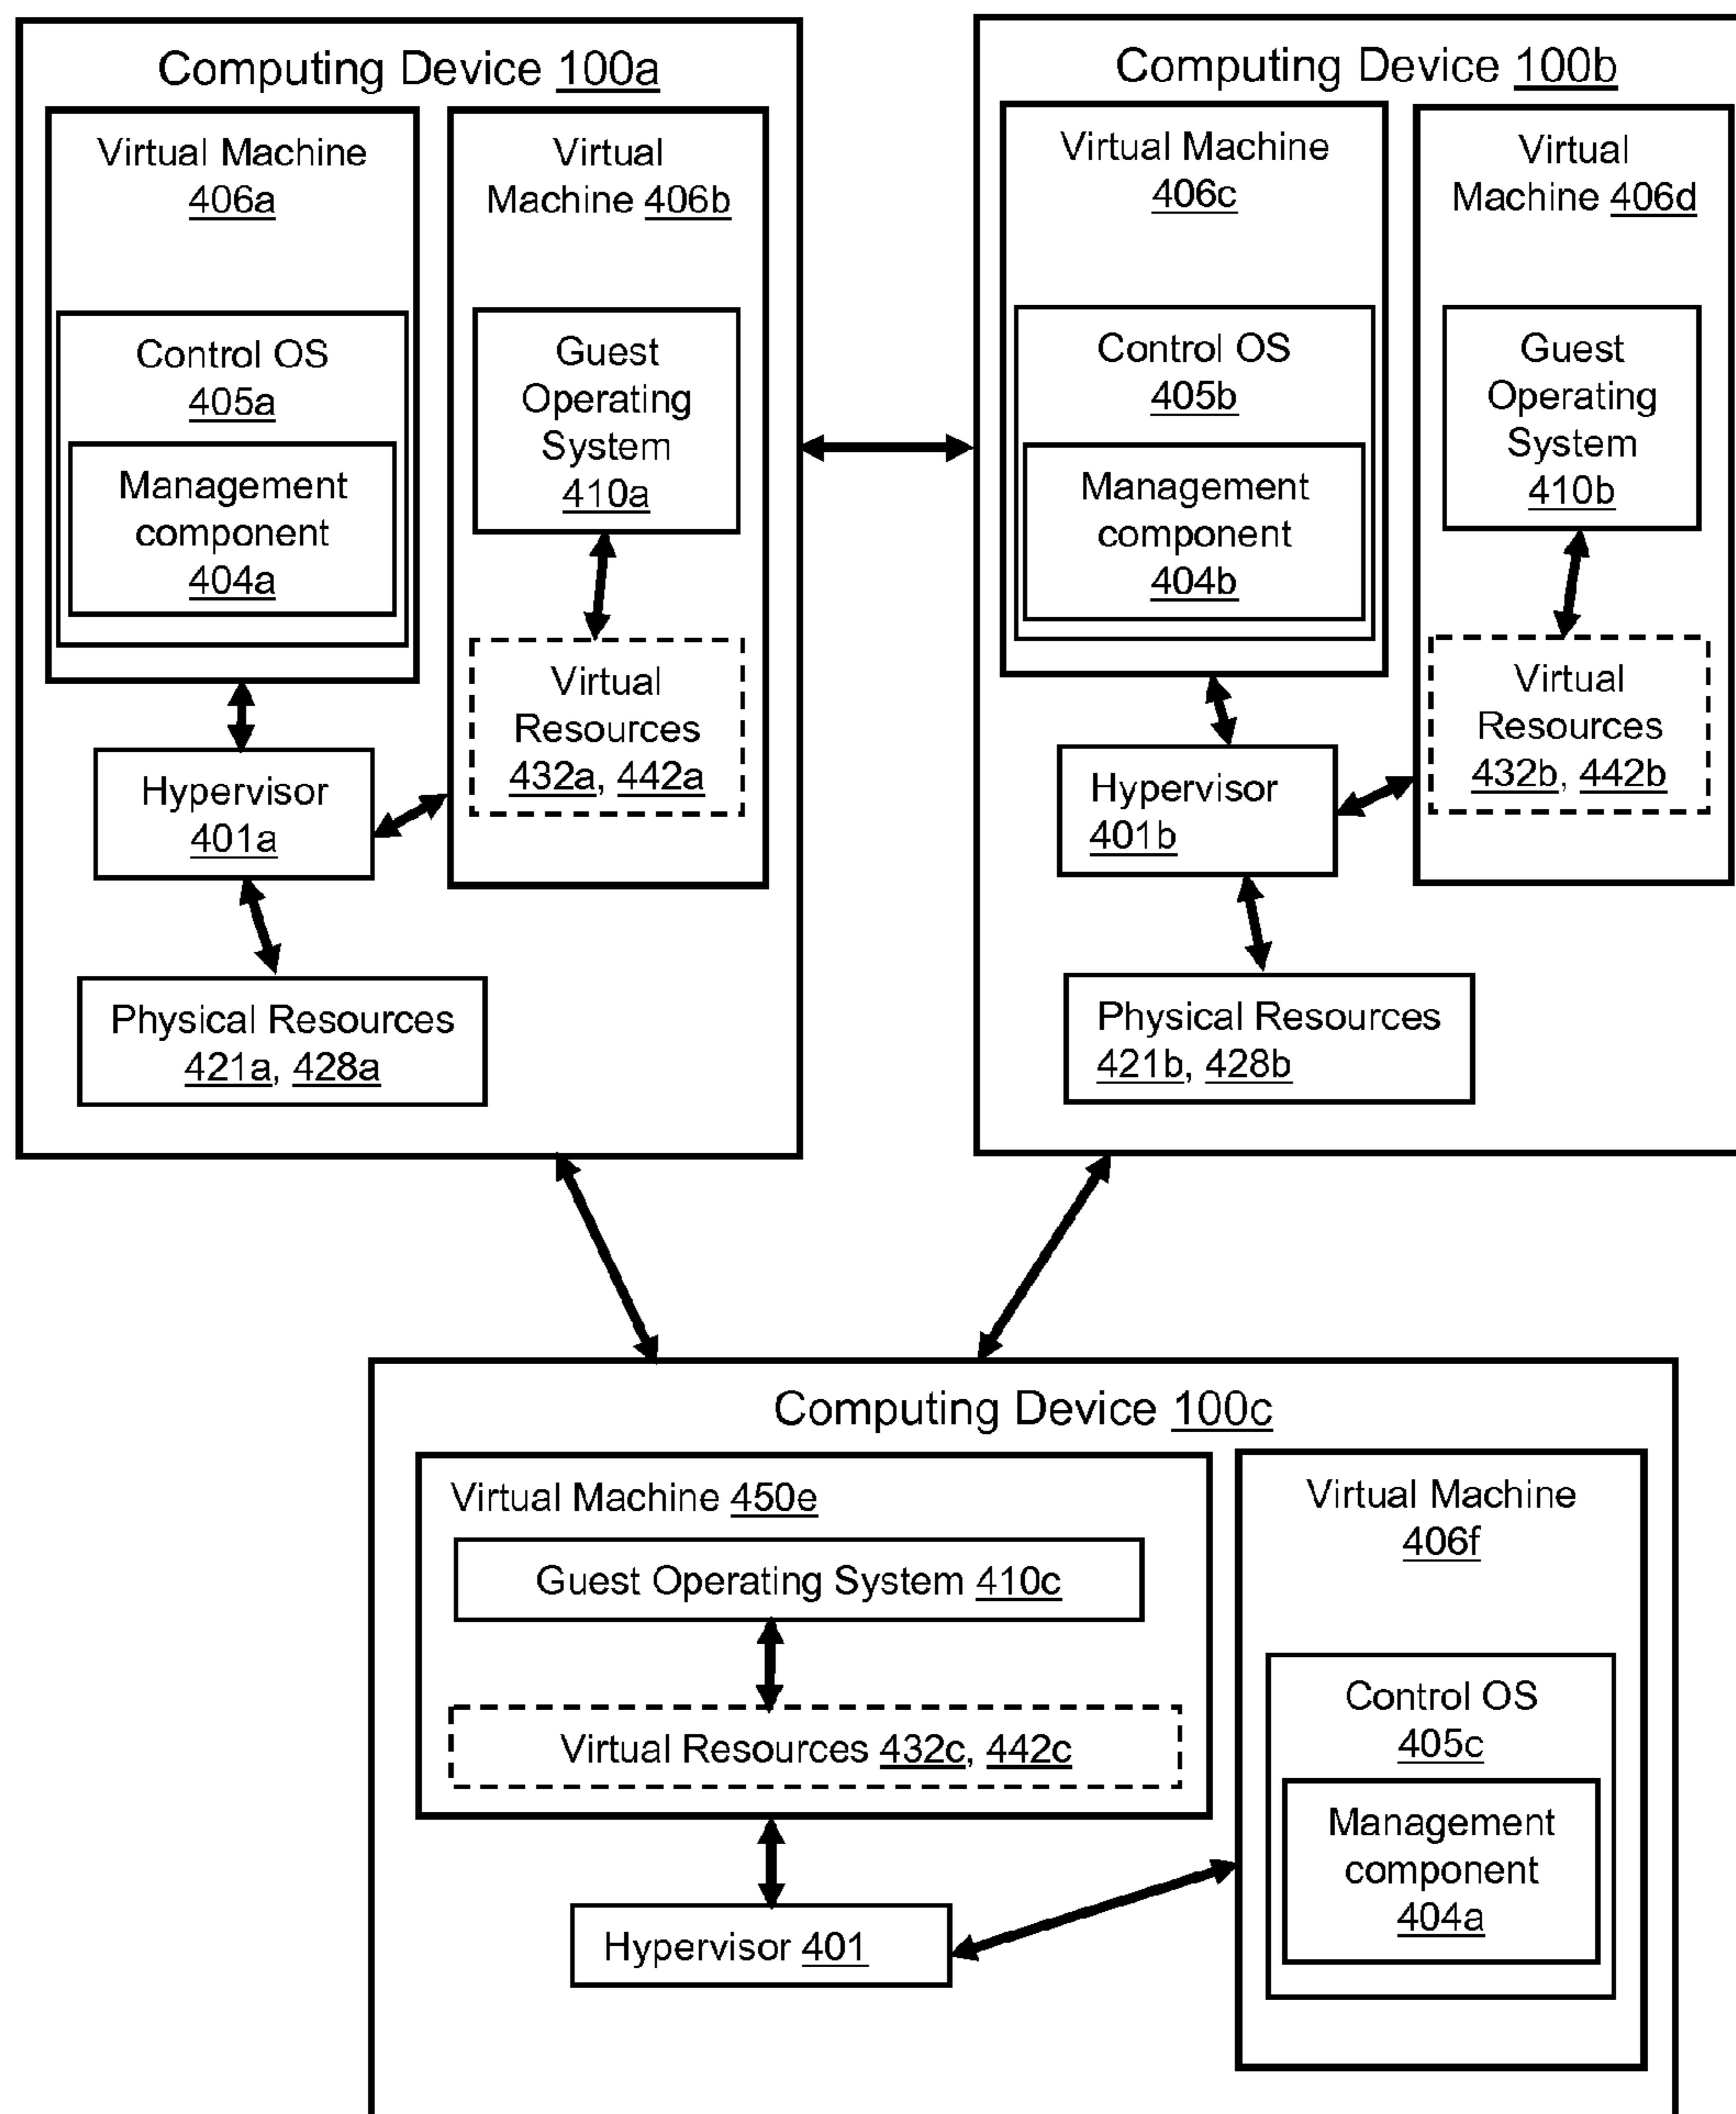 Computing Device 100a
Virtual Machine
406a
Control OS
405a
Management
component
404a
Virtual
Machine 406b
Guest
Operating
System
410a
Virtual
Resources
432a, 442a
Hypervisor
401a
Physical Resources
421a, 428a
Computing Device 100b
Virtual Machine
406c
Control OS
405b
Management
component
404b
Virtual
Machine 406d
Guest
Operating
System
410b
Virtual
Resources
432b, 442b
Hypervisor
401b
Physical Resources
421b, 428b
Computing Device 100c
Virtual Machine 450e
Guest Operating System 410c
Virtual Resources 432c, 442c
Hypervisor 401
Virtual Machine
406f
Control OS
405c
Management
component
404a